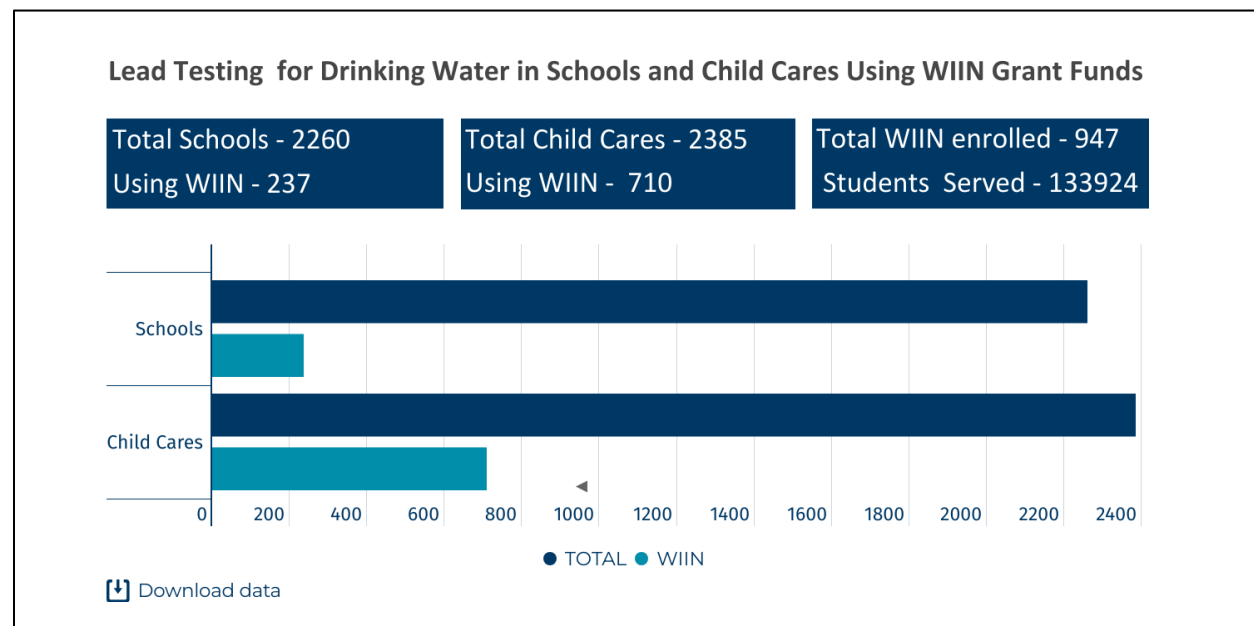 Lead Testing  for Drinking Water in Schools and Child Cares Using WIIN Grant Funds
Total Schools - 2260
Using WIIN - 237
Total Child Cares - 2385
Using WIIN -  710
Total WIIN enrolled - 947
Students  Served - 133924
Schools
Child Cares
0 200 400 600 800 1000 1200 1400 1600 1800 2000 2200 2400
TOTAL WIIN
Download data